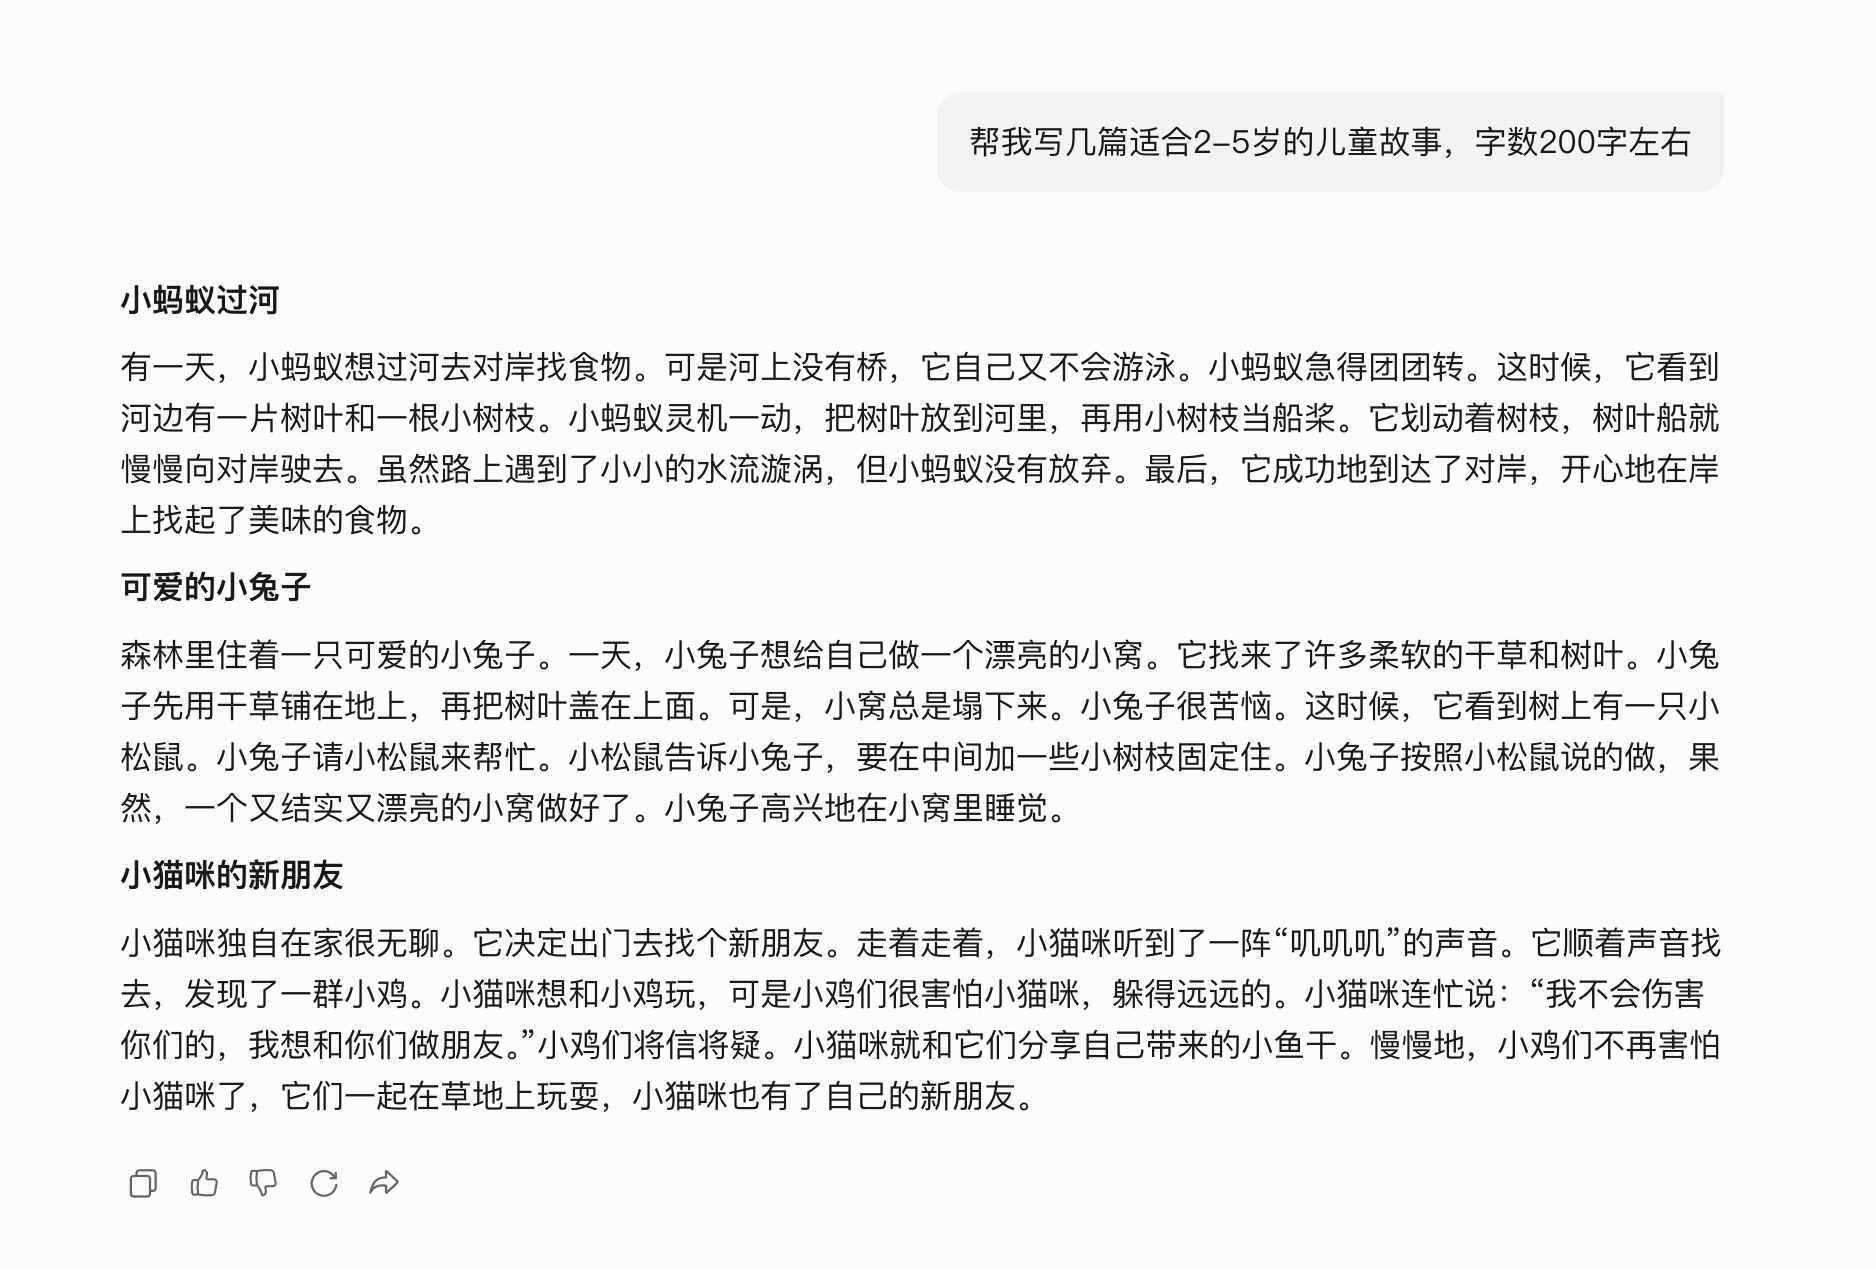 帮我写几篇适合2-5岁的儿童故事，字数200字左右
小蚂蚁过河
有一天，小蚂蚁想过河去对岸找食物。可是河上没有桥，它自己又不会游泳。小蚂蚁急得团团转。这时候，它看到
河边有一片树叶和一根小树枝。小蚂蚁灵机一动，把树叶放到河里，再用小树枝当船桨。它划动着树枝，树叶船就
慢慢向对岸驶去。虽然路上遇到了小小的水流漩涡，但小蚂蚁没有放弃。最后，它成功地到达了对岸，开心地在岸
上找起了美味的食物。
可爱的小兔子
森林里住着一只可爱的小兔子。一天，小兔子想给自己做一个漂亮的小窝。它找来了许多柔软的干草和树叶。小兔
子先用干草铺在地上，再把树叶盖在上面。可是，小窝总是塌下来。小兔子很苦恼。这时候，它看到树上有一只小
松鼠。小兔子请小松鼠来帮忙。小松鼠告诉小兔子，要在中间加一些小树枝固定住。小兔子按照小松鼠说的做，果
然，一个又结实又漂亮的小窝做好了。小兔子高兴地在小窝里睡觉。
小猫咪的新朋友
小猫咪独自在家很无聊。它决定出门去找个新朋友。走着走着，小猫咪听到了一阵“叽叽叽”的声音。它顺着声音找
去，发现了一群小鸡。小猫咪想和小鸡玩，可是小鸡们很害怕小猫咪，躲得远远的。小猫咪连忙说：“我不会伤害
你们的，我想和你们做朋友。”小鸡们将信将疑。小猫咪就和它们分享自己带来的小鱼干。慢慢地，小鸡们不再害怕
小猫咪了，它们一起在草地上玩耍，小猫咪也有了自己的新朋友。